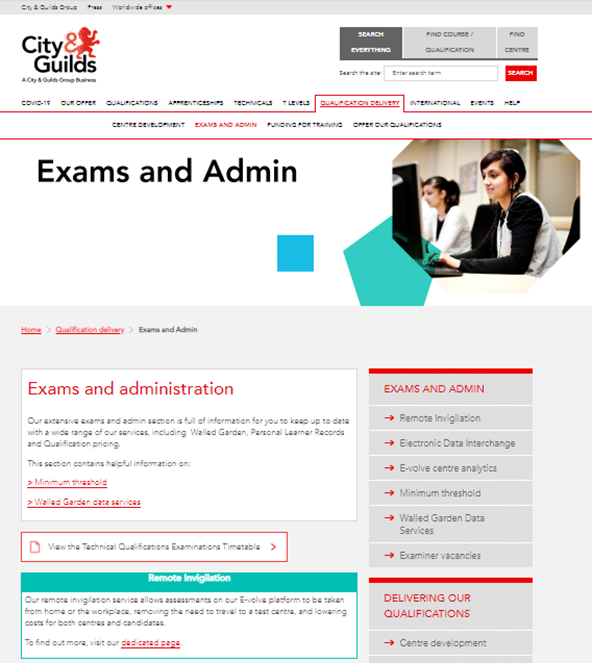 City & Guilds Group Press Worldwide offices
City & Guilds
A City & Guilds Group Business
SEARCH EVERYTHING
FIND COURSE / QUALIFICATION
FIND CENTRE
Search the site: Enter search term SEARCH
COVID-19 OUR OFFER QUALIFICATIONS APPRENTICESHIPS TECHNICALS T LEVELS QUALIFICATION DELIVERY INTERNATIONAL EVENTS HELP
CENTRE DEVELOPMENT EXAMS AND ADMIN FUNDING FOR TRAINING OFFER OUR QUALIFICATIONS
Exams and Admin
Home > Qualification delivery > Exams and Admin
Exams and administration
Our extensive exams and admin section is full of information for you to keep up to date
with a wide range of our services, including: Walled Garden, Personal Learner Records
and Qualification pricing.
This section contains helpful information on:
> Minimum threshold
> Walled Garden data services
View the Technical Qualifications Examinations Timetable >
Remote Invigilation
Our remote invigilation service allows assessments on our E-volve platform to be taken
from home or the workplace, removing the need to travel to a test centre, and lowering
costs for both centres and candidates.
To find out more, visit our dedicated page.
EXAMS AND ADMIN
→ Remote Invigilation
→ Electronic Data Interchange
→ E-volve centre analytics
→ Minimum threshold
→ Walled Garden Data
Services
→ Examiner vacancies
DELIVERING OUR
QUALIFICATIONS
→ Centre development